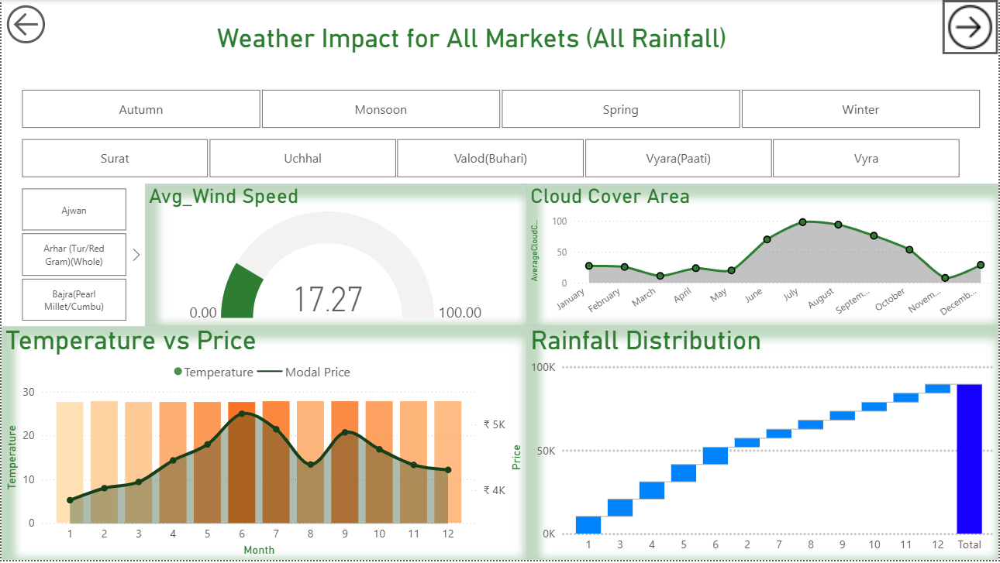 Weather Impact for All Markets (All Rainfall)
Autumn
Monsoon
Spring
Winter
Surat
Uchhal
Valod(Buhari)
Vyara(Paati)
Vyra
Ajwan
Arhar (Tur/Red
Gram)(Whole)
Bajra(Pearl
Millet/Cumbu)
Avg_Wind Speed
17.27
0.00
100.00
Cloud Cover Area
AverageCloudC...
100
50
0
January
February
March
April
May
June
July
August
Septem...
October
Novem...
Decemb...
Temperature vs Price
Temperature
Modal Price
Temperature
30
20
10
0
₹ 5K
₹ 4K
Price
1 2 3 4 5 6 7 8 9 10 11 12
Month
Rainfall Distribution
100K
50K
0K
1 3 4 5 6 2 7 8 9 10 11 12 Total